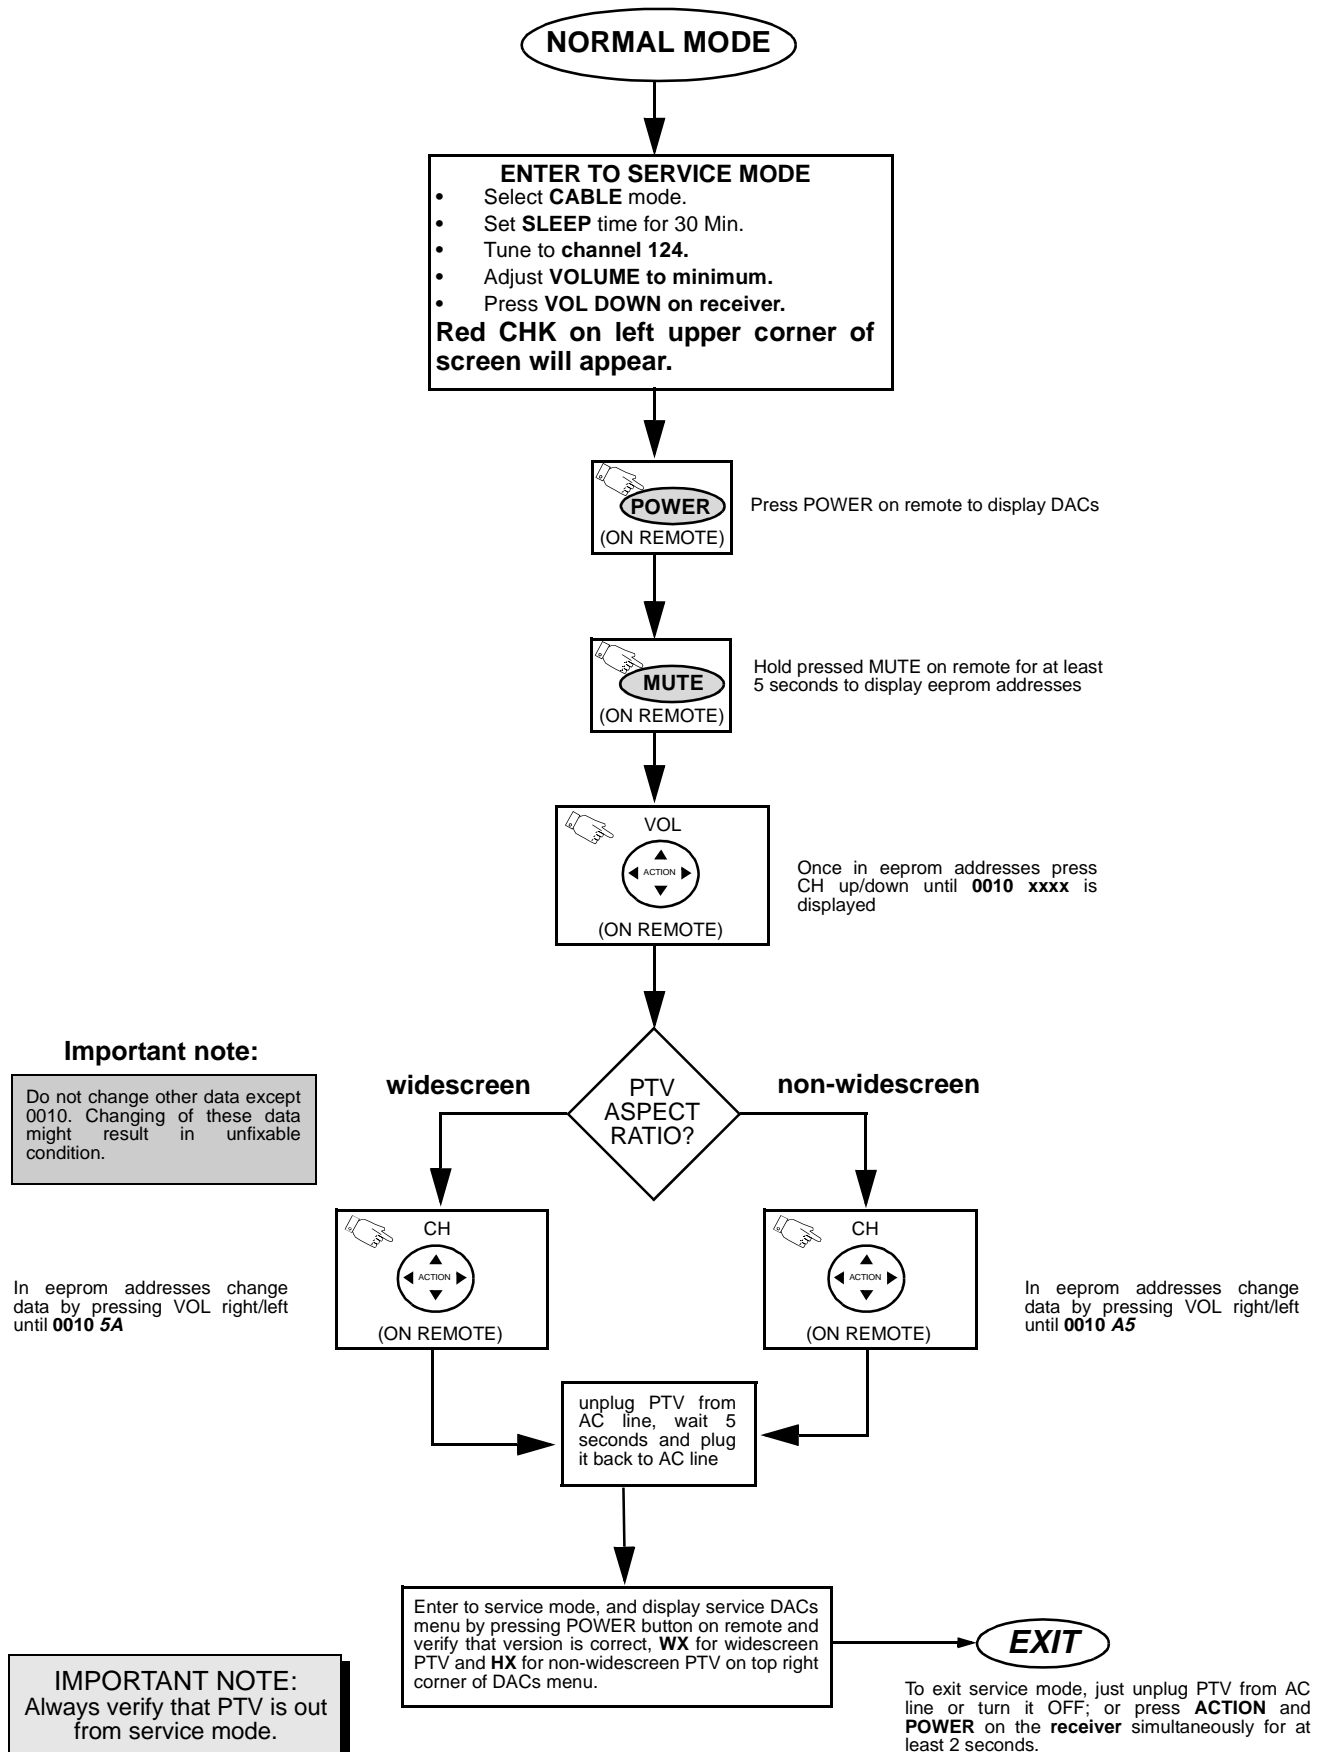 NORMAL MODE
ENTER TO SERVICE MODE
• Select CABLE mode.
• Set SLEEP time for 30 Min.
• Tune to channel 124.
• Adjust VOLUME to minimum.
• Press VOL DOWN on receiver.
Red CHK on left upper corner of
screen will appear.
POWER
(ON REMOTE)
Press POWER on remote to display DACs
MUTE
(ON REMOTE)
Hold pressed MUTE on remote for at least
5 seconds to display eeprom addresses
VOL
ACTION
(ON REMOTE)
Once in eeprom addresses press
CH up/down until 0010 xxxx is
displayed
Important note:
Do not change other data except
0010. Changing of these data
might result in unfixable
condition.
widescreen
PTV
ASPECT
RATIO?
non-widescreen
CH
ACTION
(ON REMOTE)
In eeprom addresses change
data by pressing VOL right/left
until 0010 5A
CH
ACTION
(ON REMOTE)
In eeprom addresses change
data by pressing VOL right/left
until 0010 A5
unplug PTV from
AC line, wait 5
seconds and plug
it back to AC line
Enter to service mode, and display service DACs
menu by pressing POWER button on remote and
verify that version is correct, WX for widescreen
PTV and HX for non-widescreen PTV on top right
corner of DACs menu.
EXIT
To exit service mode, just unplug PTV from AC
line or turn it OFF; or press ACTION and
POWER on the receiver simultaneously for at
least 2 seconds.
IMPORTANT NOTE:
Always verify that PTV is out
from service mode.